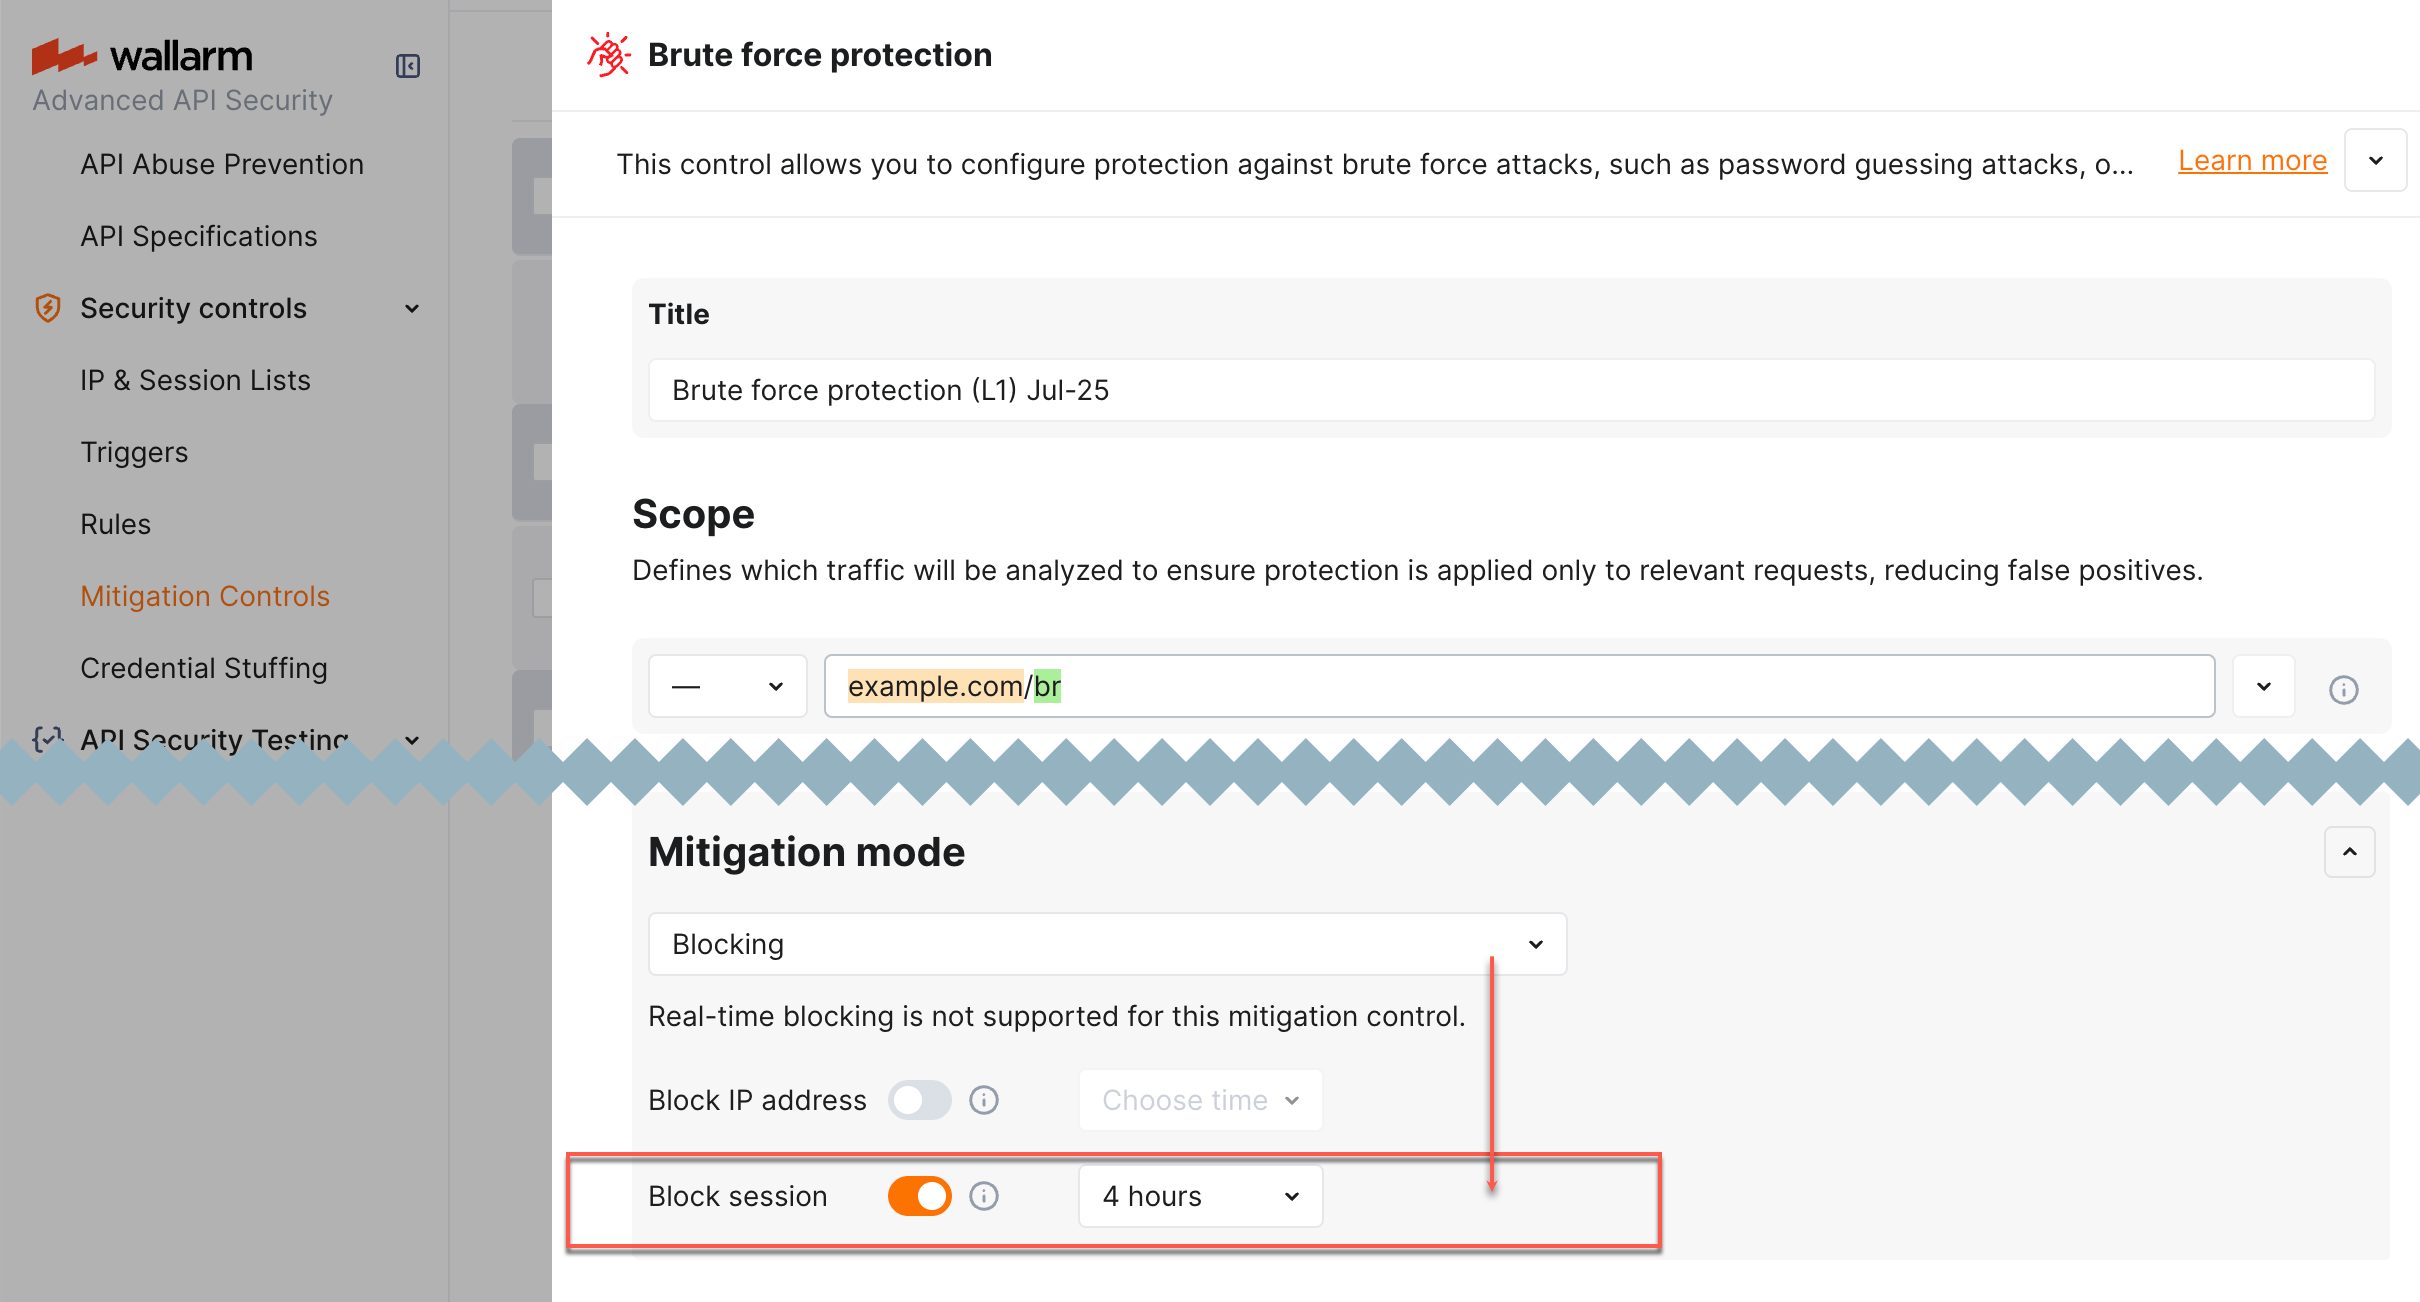 wallarm
Advanced API Security
API Abuse Prevention
API Specifications
Security controls
IP & Session Lists
Triggers
Rules
Mitigation Controls
Credential Stuffing
API Security Testing
Brute force protection
This control allows you to configure protection against brute force attacks, such as password guessing attacks, o... Learn more
Title
Brute force protection (L1) Jul-25
Scope
Defines which traffic will be analyzed to ensure protection is applied only to relevant requests, reducing false positives.
— example.com/br
Mitigation mode
Blocking
Real-time blocking is not supported for this mitigation control.
Block IP address Choose time
Block session 4 hours